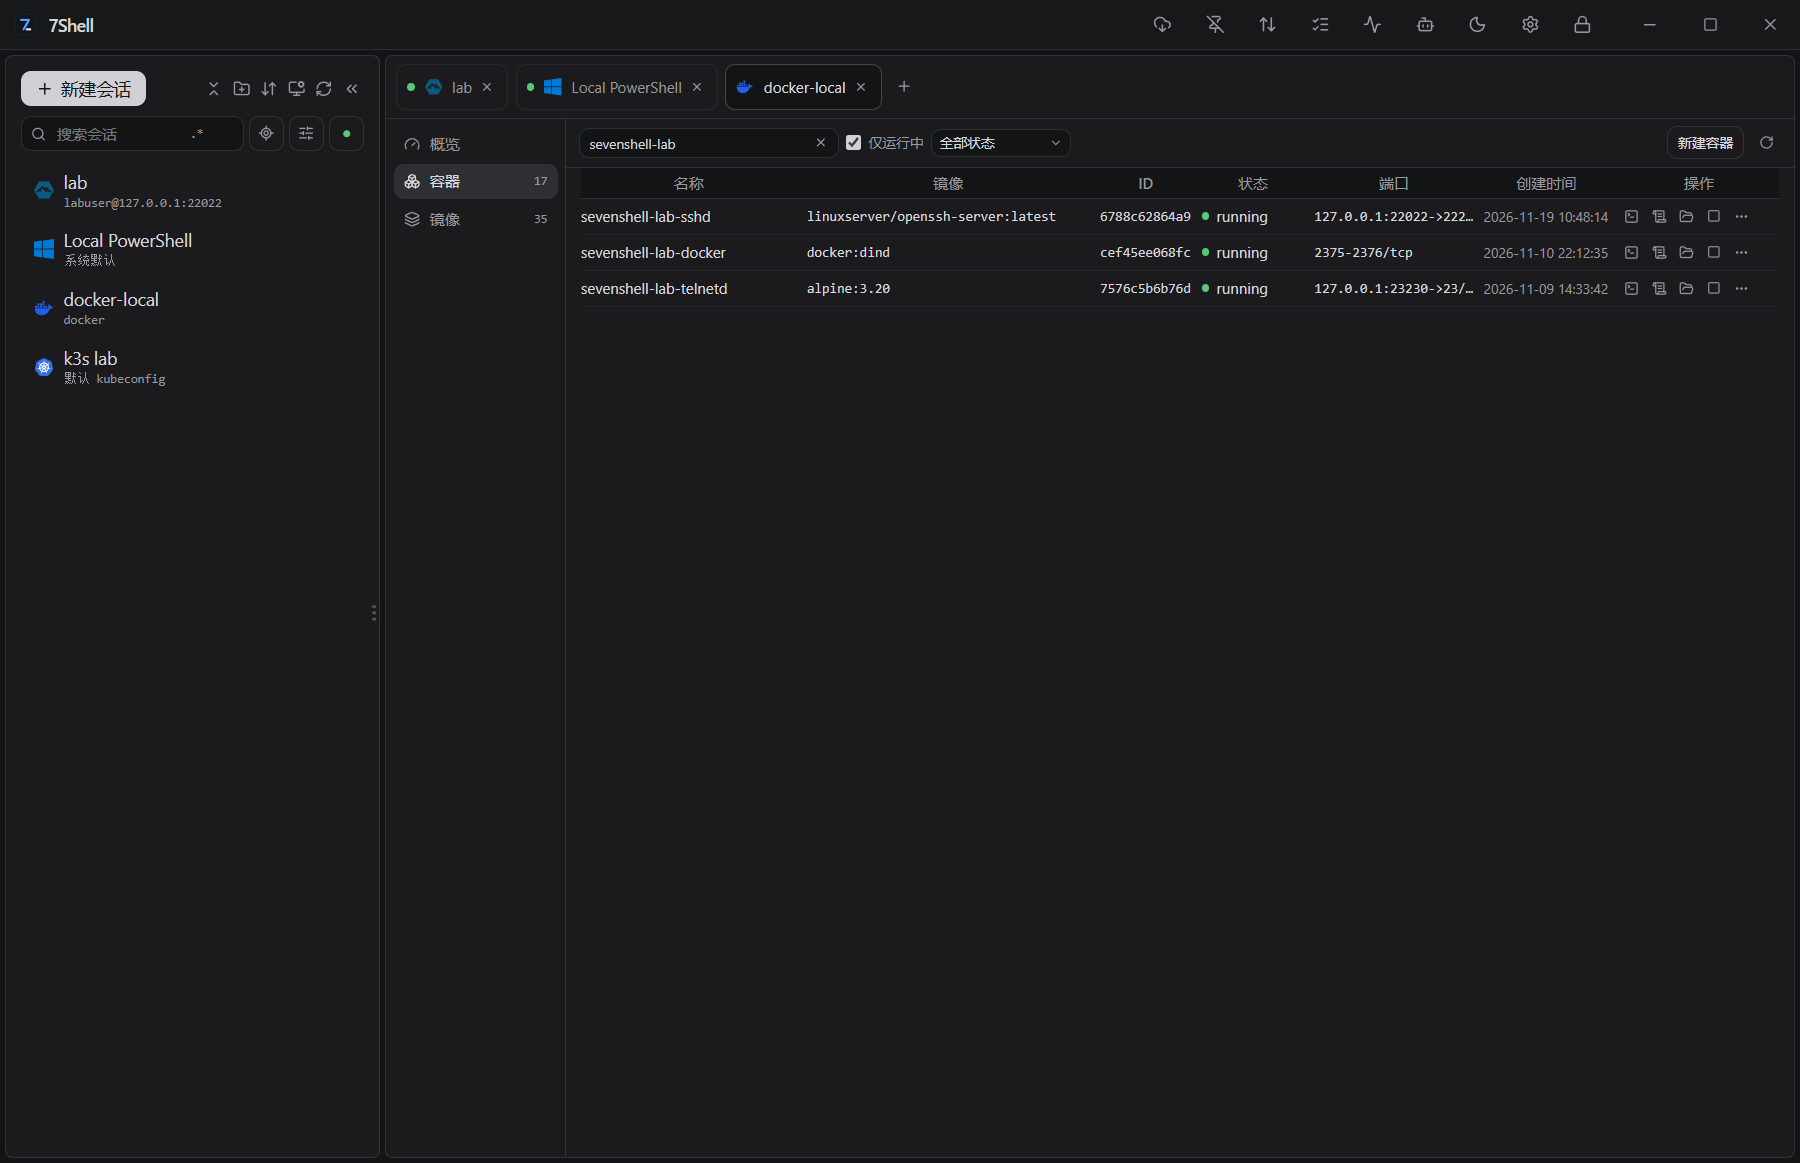 7Shell
新建会话
搜索会话 .*
lab
labuser@127.0.0.1:22022
Local PowerShell
系统默认
docker-local
docker
k3s lab
默认 kubeconfig
lab Local PowerShell docker-local
概览
容器 17
镜像 35
sevenshell-lab 仅运行中 全部状态 新建容器
名称 镜像 ID 状态 端口 创建时间 操作
sevenshell-lab-sshd linuxserver/openssh-server:latest 6788c62864a9 running 127.0.0.1:22022->222… 2026-11-19 10:48:14
sevenshell-lab-docker docker:dind cef45ee068fc running 2375-2376/tcp 2026-11-10 22:12:35
sevenshell-lab-telnetd alpine:3.20 7576c5b6b76d running 127.0.0.1:23230->23/… 2026-11-09 14:33:42